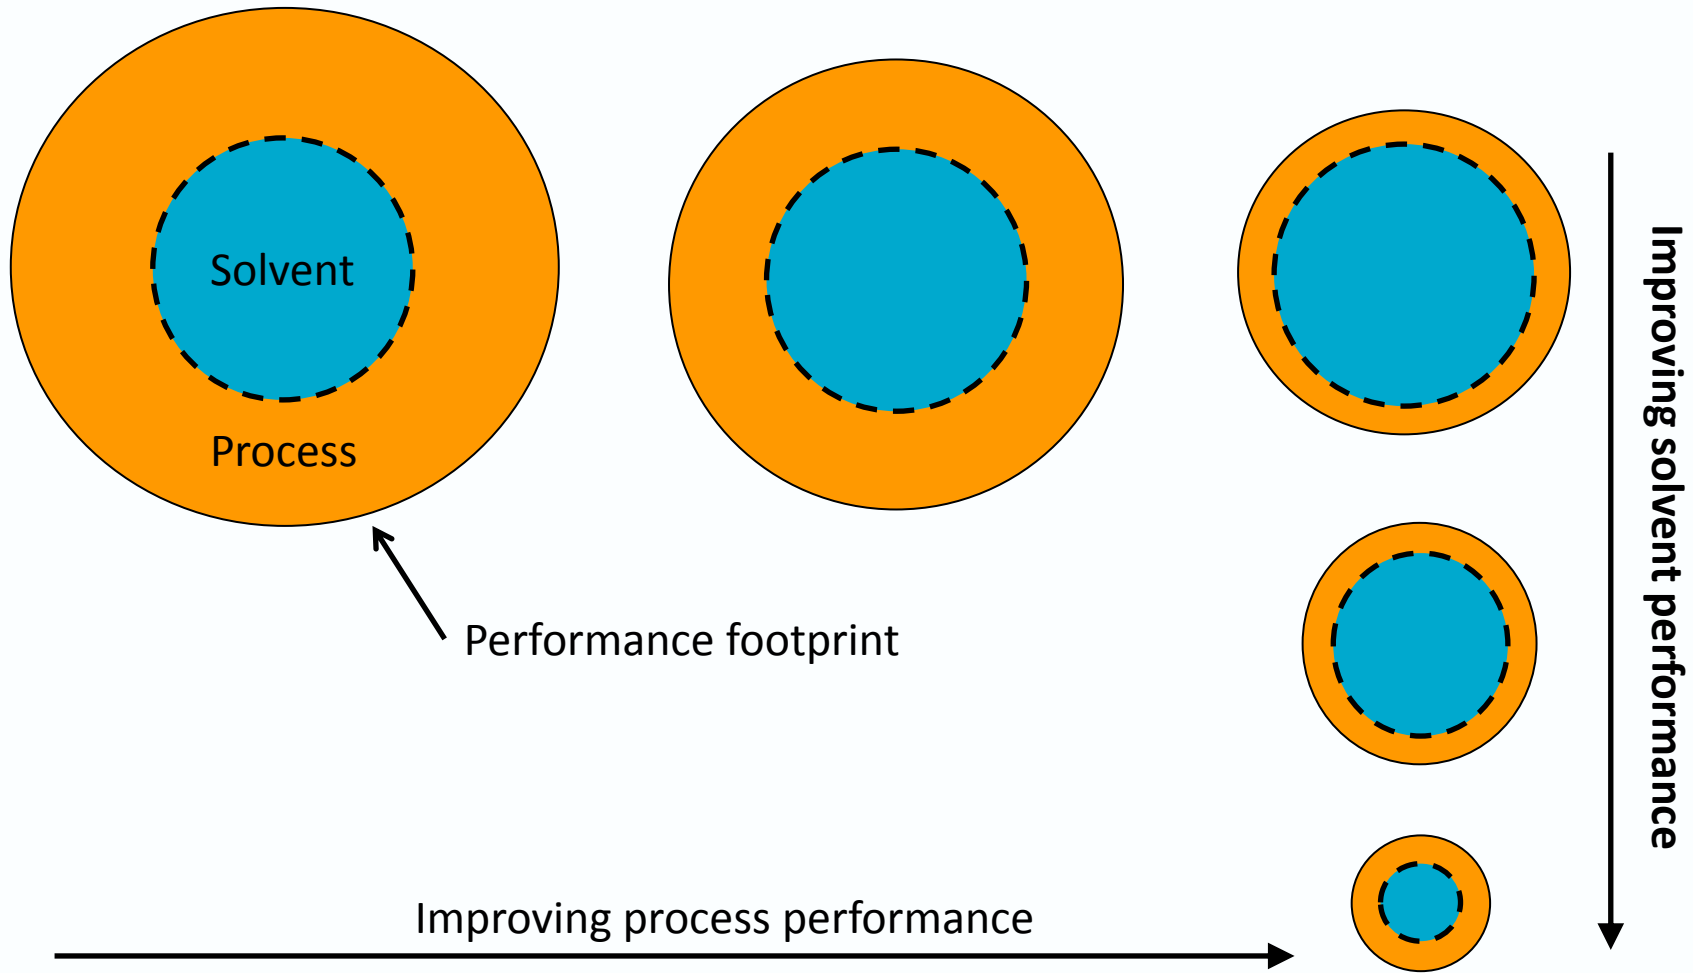 Solvent
Process
Performance footprint
Improving process performance
Improving solvent performance